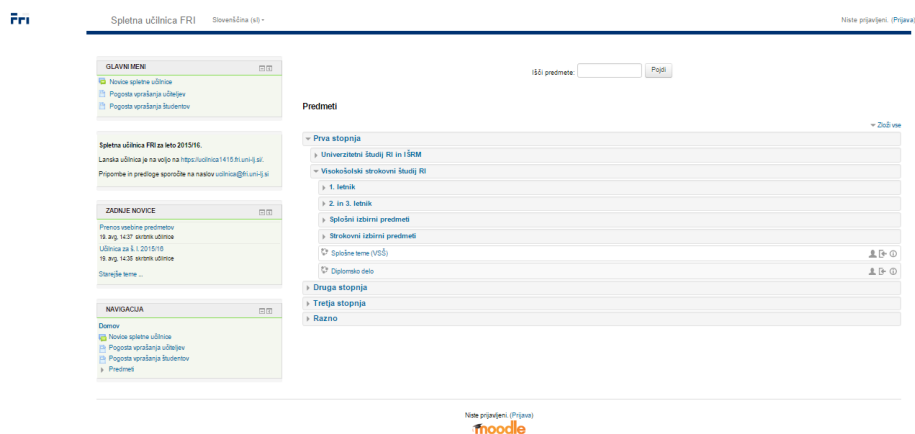 Fri
Spletna učilnica FRI
Slovenščina (sl)
Niste prijavljeni. (Prijava)
GLAVNI MENI
Novice spletne učilnice
Pogosta vprašanja učiteljev
Pogosta vprašanja študentov
Spletna učilnica FRI za leto 2015/16.
Lanska učilnica je na voljo na https://ucilnica1415.fri.uni-lj.si/.
Pripombe in predloge sporočite na naslov ucilnica@fri.uni-lj.si
ZADNJE NOVICE
Prenos vsebine predmetov
19. avg, 14:37 skrbnik učilnice
Učilnica za š. l. 2015/16
19. avg, 14:35 skrbnik učilnice
Starejše teme ...
NAVIGACIJA
Domov
Novice spletne učilnice
Pogosta vprašanja učiteljev
Pogosta vprašanja študentov
Predmeti
Išči predmete:
Pojdi
Predmeti
Zloži vse
Prva stopnja
Univerzitetni študij RI in IŠRM
Visokošolski strokovni študij RI
1. letnik
2. in 3. letnik
Splošni izbirni predmeti
Strokovni izbirni predmeti
Splošne teme (VSŠ)
Diplomsko delo
Druga stopnja
Tretja stopnja
Razno
Niste prijavljeni. (Prijava)
moodle